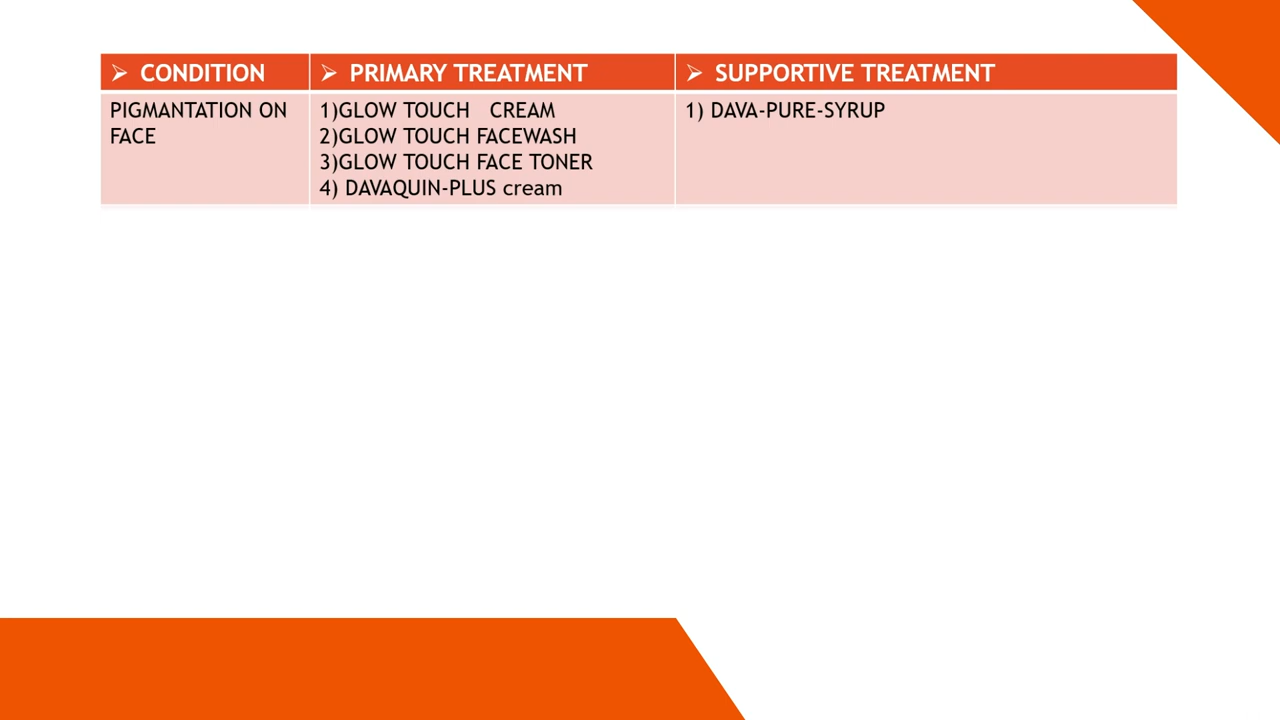 ➢ CONDITION
➢ PRIMARY TREATMENT
➢ SUPPORTIVE TREATMENT
PIGMANTATION ON
FACE
1)GLOW TOUCH   CREAM
2)GLOW TOUCH FACEWASH
3)GLOW TOUCH FACE TONER
4) DAVAQUIN-PLUS cream
1) DAVA-PURE-SYRUP